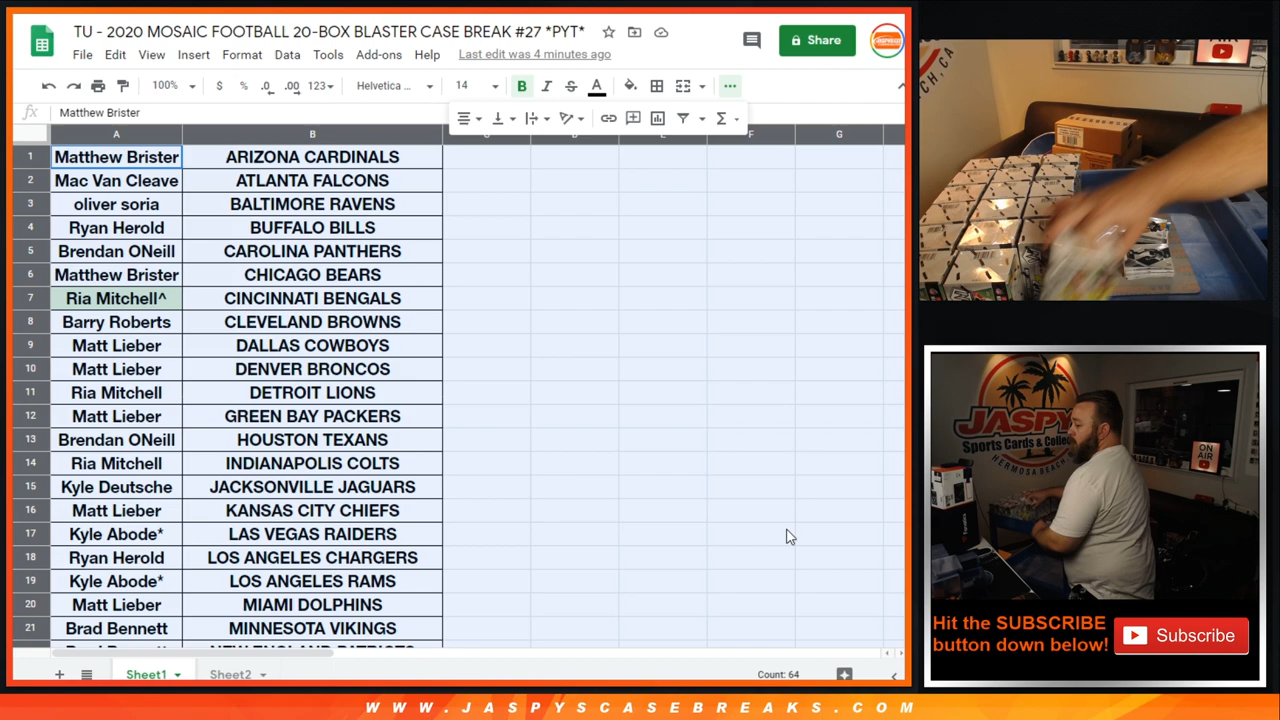 TU - 2020 MOSAIC FOOTBALL 20-BOX BLASTER CASE BREAK #27 *PYT*
File Edit View Insert Format Data Tools Add-ons Help Last edit was 4 minutes ago
Share
100% $ % .0 .00 123 Helvetica ... 14 B I S A
fx Matthew Brister
A B C D E F G
1 Matthew Brister ARIZONA CARDINALS
2 Mac Van Cleave ATLANTA FALCONS
3 oliver soria BALTIMORE RAVENS
4 Ryan Herold BUFFALO BILLS
5 Brendan ONeill CAROLINA PANTHERS
6 Matthew Brister CHICAGO BEARS
7 Ria Mitchell^ CINCINNATI BENGALS
8 Barry Roberts CLEVELAND BROWNS
9 Matt Lieber DALLAS COWBOYS
10 Matt Lieber DENVER BRONCOS
11 Ria Mitchell DETROIT LIONS
12 Matt Lieber GREEN BAY PACKERS
13 Brendan ONeill HOUSTON TEXANS
14 Ria Mitchell INDIANAPOLIS COLTS
15 Kyle Deutsche JACKSONVILLE JAGUARS
16 Matt Lieber KANSAS CITY CHIEFS
17 Kyle Abode* LAS VEGAS RAIDERS
18 Ryan Herold LOS ANGELES CHARGERS
19 Kyle Abode* LOS ANGELES RAMS
20 Matt Lieber MIAMI DOLPHINS
21 Brad Bennett MINNESOTA VIKINGS
Brad Bennett NEW ENGLAND PATRIOTS
Sheet1 Sheet2 Count: 64
JASPY
Sports Cards & Colle
HERMOSA BEACH,
ON
AIR
Hit the SUBSCRIBE
button down below!
Subscribe
WWW.JASPYSCASEBREAKS.COM